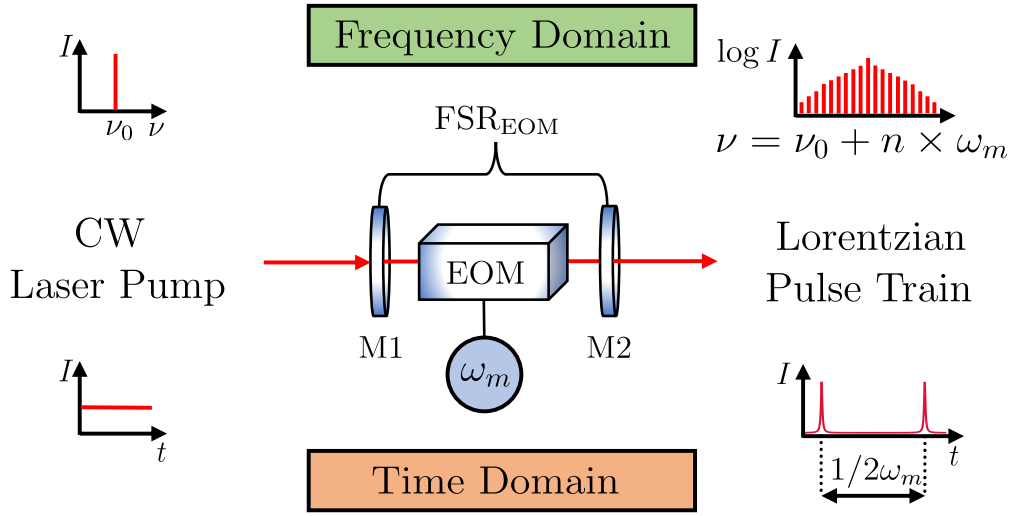 Frequency Domain
I
ν₀ ν
log I
ν = ν₀ + n × ωₘ
FSR_EOM
CW
Laser Pump
EOM
Lorentzian
Pulse Train
M1
M2
ωₘ
I
t
I
t
1/2ωₘ
Time Domain